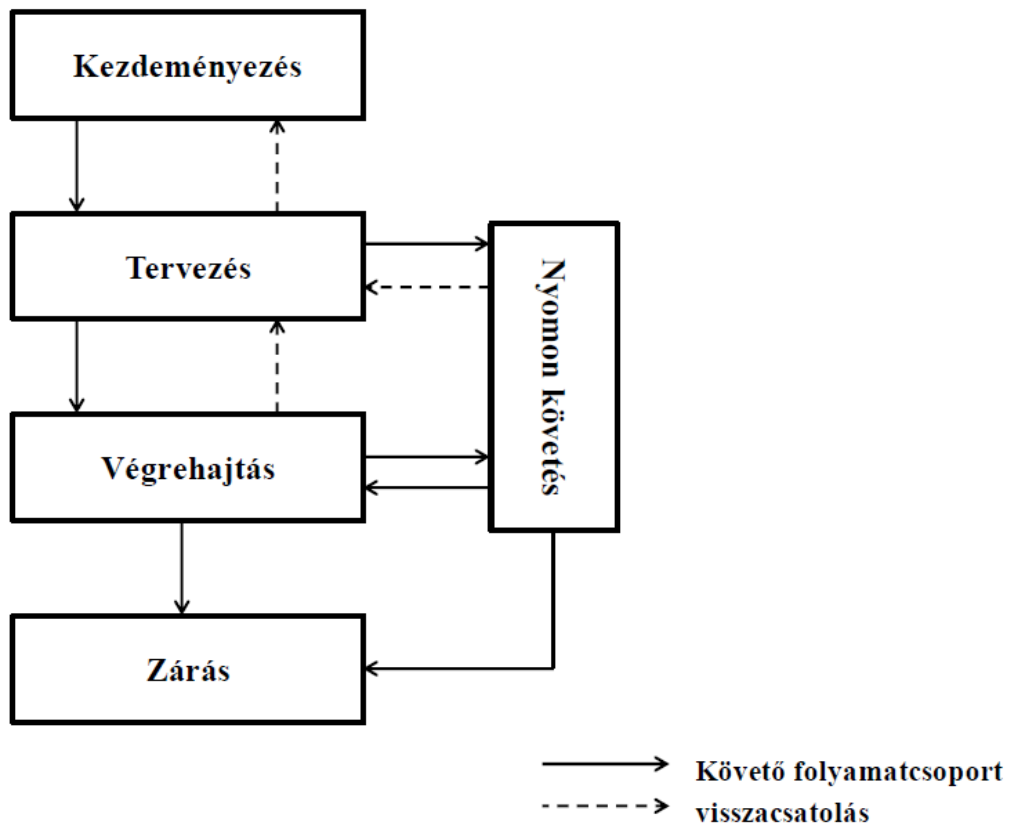 Kezdeményezés
Tervezés
Nyomon követés
Végrehajtás
Zárás
Követő folyamatcsoport
visszacsatolás